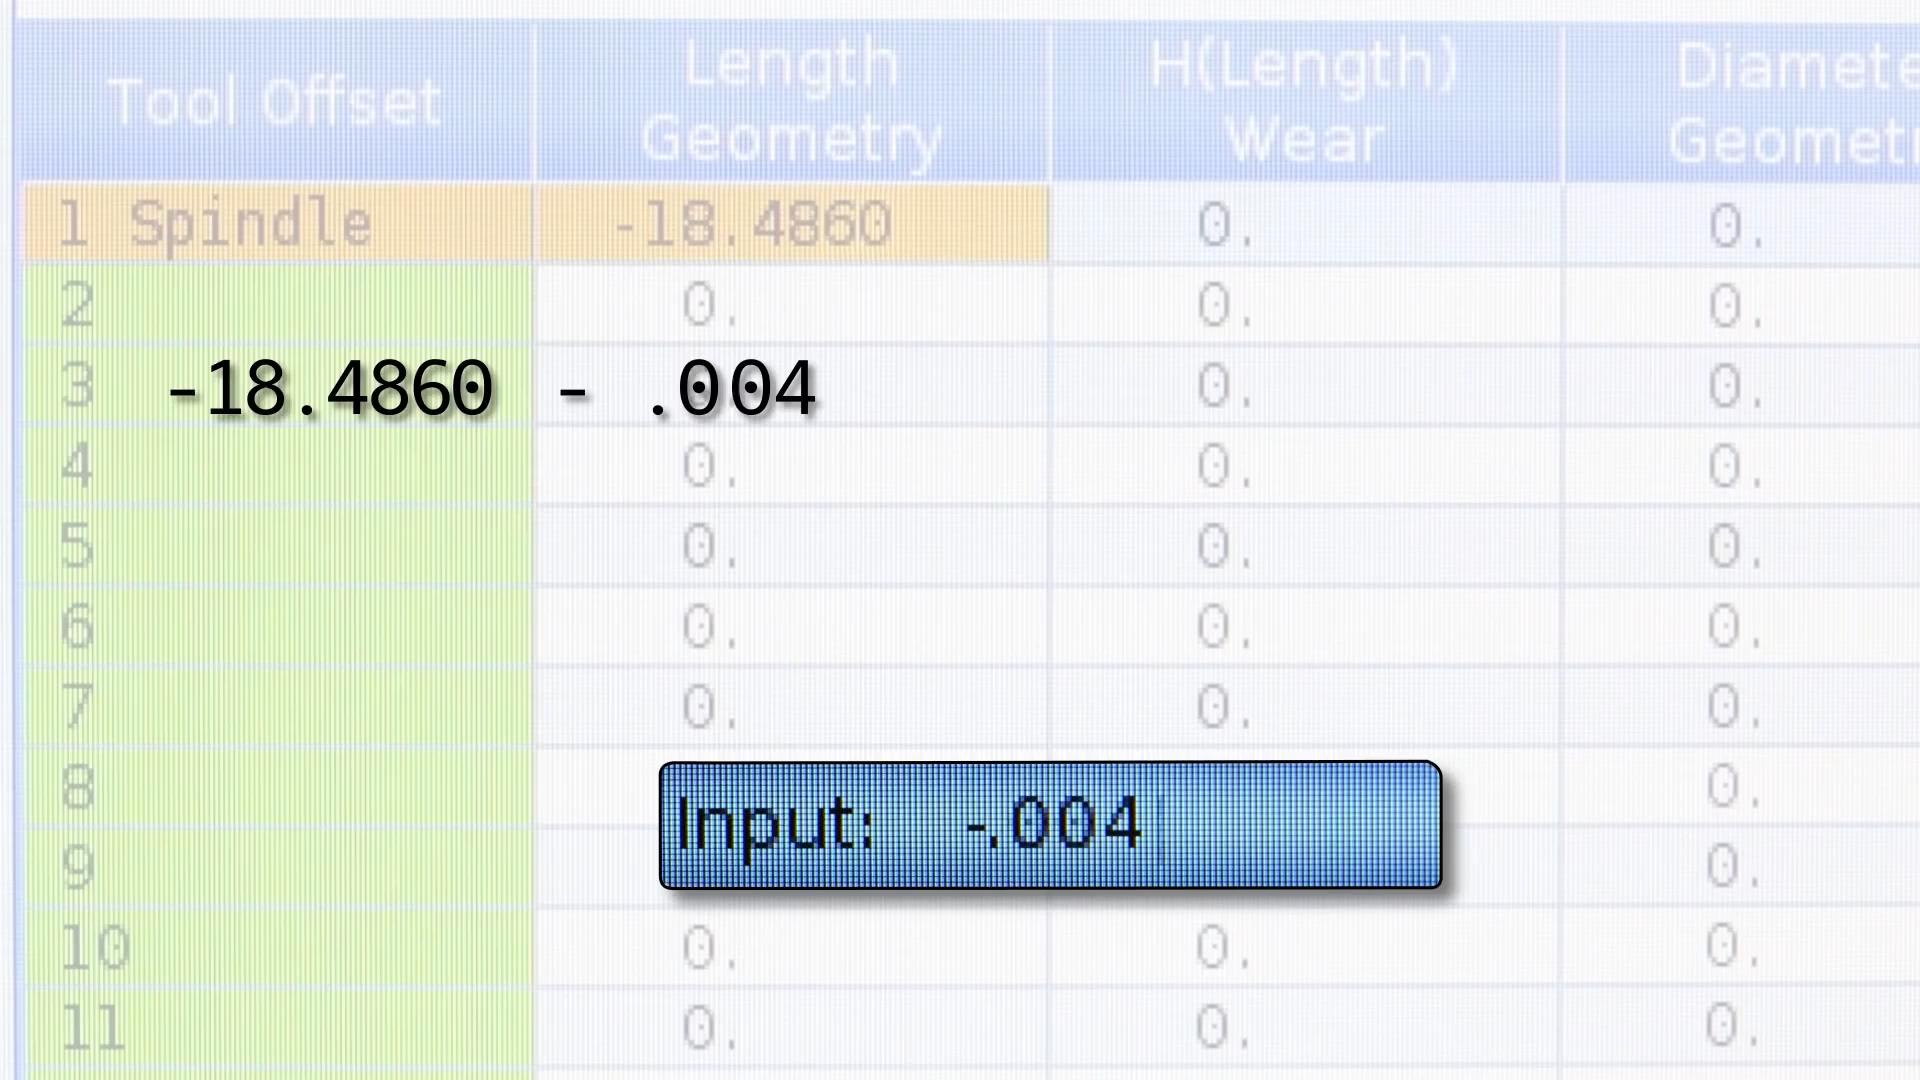 Tool Offset Length Geometry H(Length) Wear Diamete Geometr
1 Spindle -18.4860 0. 0.
2 0. 0. 0.
3 0.
-18.4860 - .004
4 0. 0. 0.
5 0. 0. 0.
6 0. 0. 0.
7 0. 0. 0.
8 0.
Input: -.004
9 0.
10 0. 0. 0.
11 0. 0. 0.